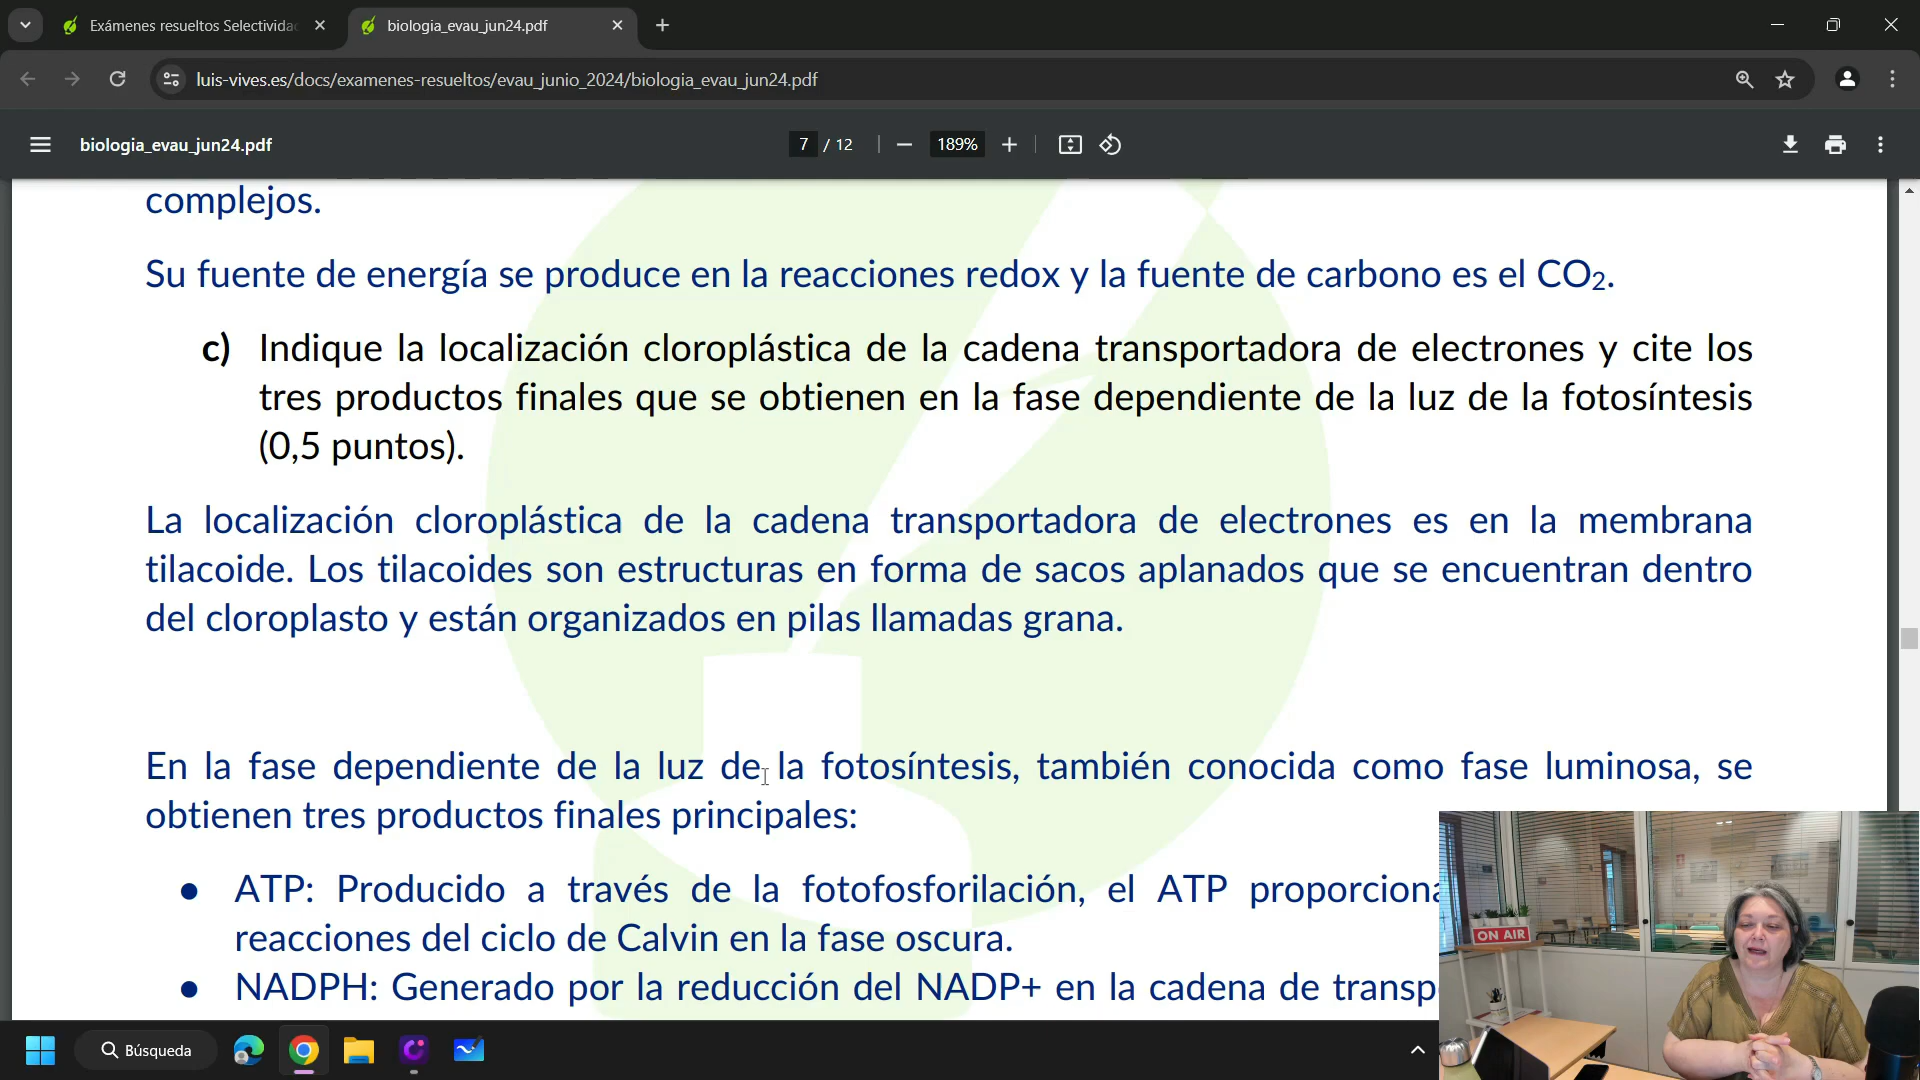 Exámenes resueltos Selectivida
biologia_evau_jun24.pdf
luis-vives.es/docs/examenes-resueltos/evau_junio_2024/biologia_evau_jun24.pdf
biologia_evau_jun24.pdf
7 / 12
189%
complejos.
Su fuente de energía se produce en la reacciones redox y la fuente de carbono es el CO₂.
c) Indique la localización cloroplástica de la cadena transportadora de electrones y cite los
tres productos finales que se obtienen en la fase dependiente de la luz de la fotosíntesis
(0,5 puntos).
La localización cloroplástica de la cadena transportadora de electrones es en la membrana
tilacoide. Los tilacoides son estructuras en forma de sacos aplanados que se encuentran dentro
del cloroplasto y están organizados en pilas llamadas grana.
En la fase dependiente de la luz de la fotosíntesis, también conocida como fase luminosa, se
obtienen tres productos finales principales:
● ATP: Producido a través de la fotofosforilación, el ATP proporciona
reacciones del ciclo de Calvin en la fase oscura.
● NADPH: Generado por la reducción del NADP+ en la cadena de transp
ON AIR
Búsqueda